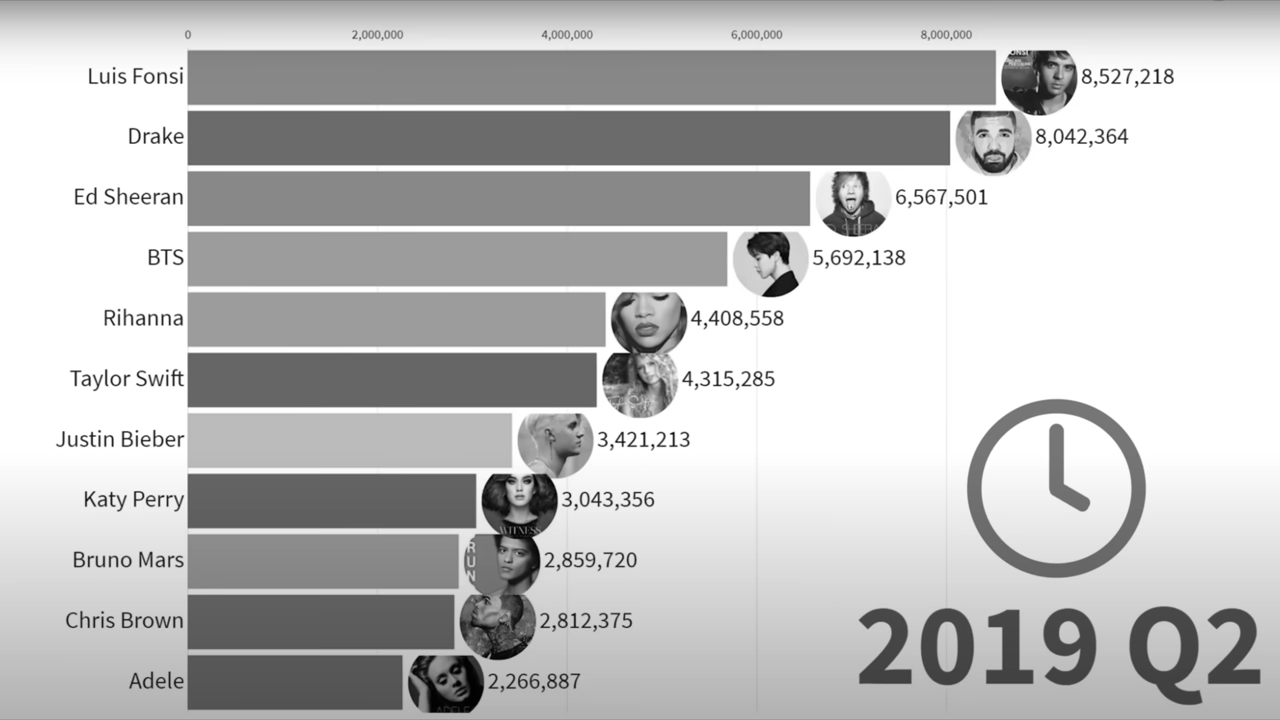 0 2,000,000 4,000,000 6,000,000 8,000,000
Luis Fonsi 8,527,218
Drake 8,042,364
Ed Sheeran 6,567,501
BTS 5,692,138
Rihanna 4,408,558
Taylor Swift 4,315,285
Justin Bieber 3,421,213
Katy Perry 3,043,356
WITNESS
Bruno Mars RUN 2,859,720
Chris Brown 2,812,375
Adele 2,266,887
ADELE
2019 Q2